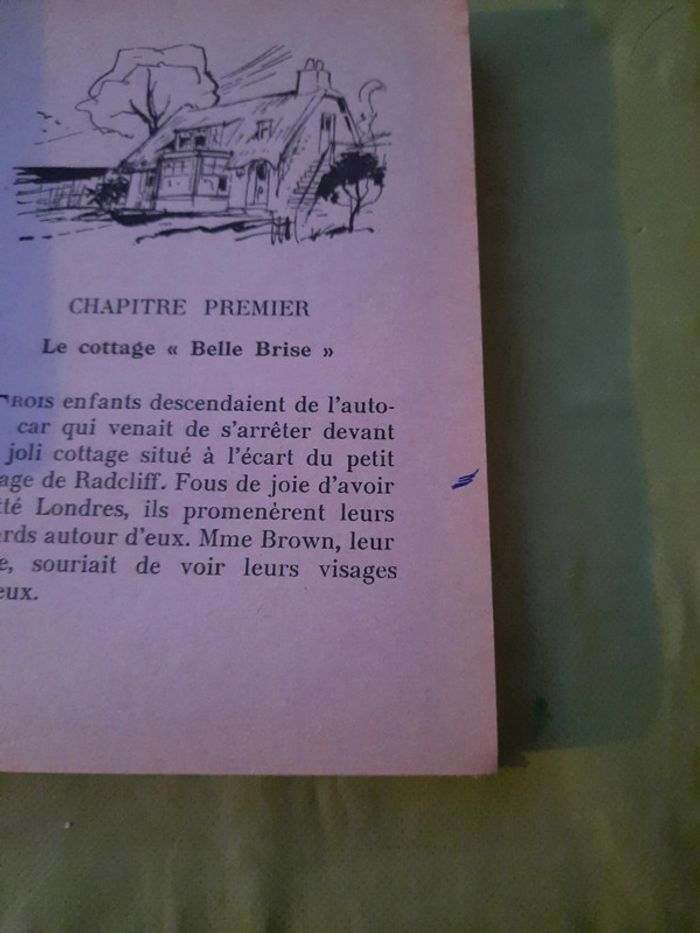 CHAPITRE PREMIER
Le cottage « Belle Brise »
TROIS enfants descendaient de l'auto-
car qui venait de s'arrêter devant
joli cottage situé à l'écart du petit
age de Radcliff. Fous de joie d'avoir
tté Londres, ils promenèrent leurs
ards autour d'eux. Mme Brown, leur
e, souriait de voir leurs visages
eux.